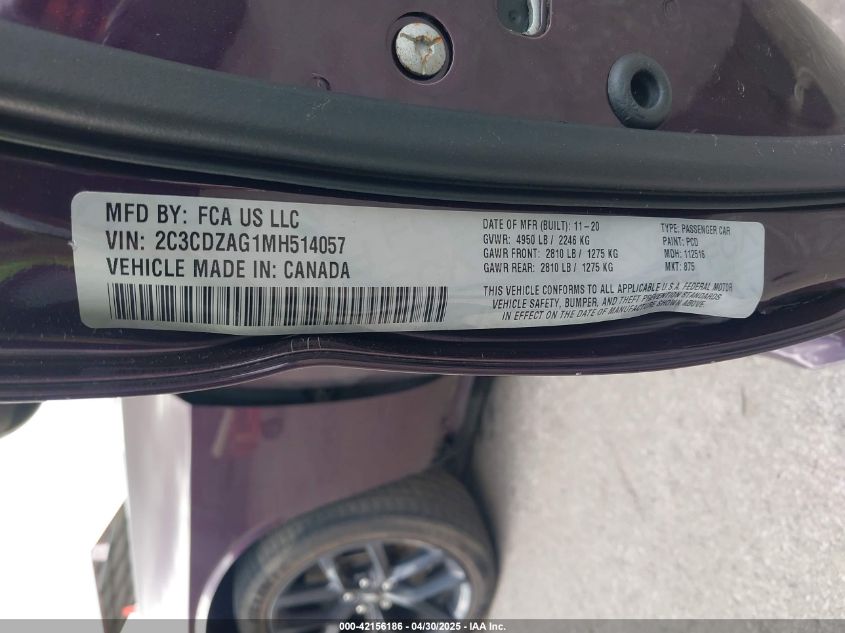 MFD BY: FCA US LLC
VIN: 2C3CDZAG1MH514057
VEHICLE MADE IN: CANADA
DATE OF MFR (BUILT): 11-20
GVWR: 4950 LB / 2246 KG
GAWR FRONT: 2810 LB / 1275 KG
GAWR REAR: 2810 LB / 1275 KG
TYPE: PASSENGER CAR
PAINT: PCD
MDH: 112516
MKT: 875
THIS VEHICLE CONFORMS TO ALL APPLICABLE U.S.A. FEDERAL MOTOR
VEHICLE SAFETY, BUMPER, AND THEFT PREVENTION STANDARDS
IN EFFECT ON THE DATE OF MANUFACTURE SHOWN ABOVE.
000-42156186 - 04/30/2025 - IAA Inc.